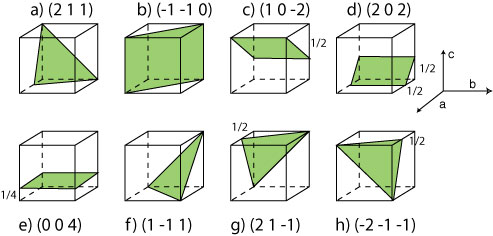 a) (2 1 1)
b) (-1 -1 0)
c) (1 0 -2)
d) (2 0 2)
1/2
1/2
1/2
c
b
a
1/4
1/2
1/2
e) (0 0 4)
f) (1 -1 1)
g) (2 1 -1)
h) (-2 -1 -1)